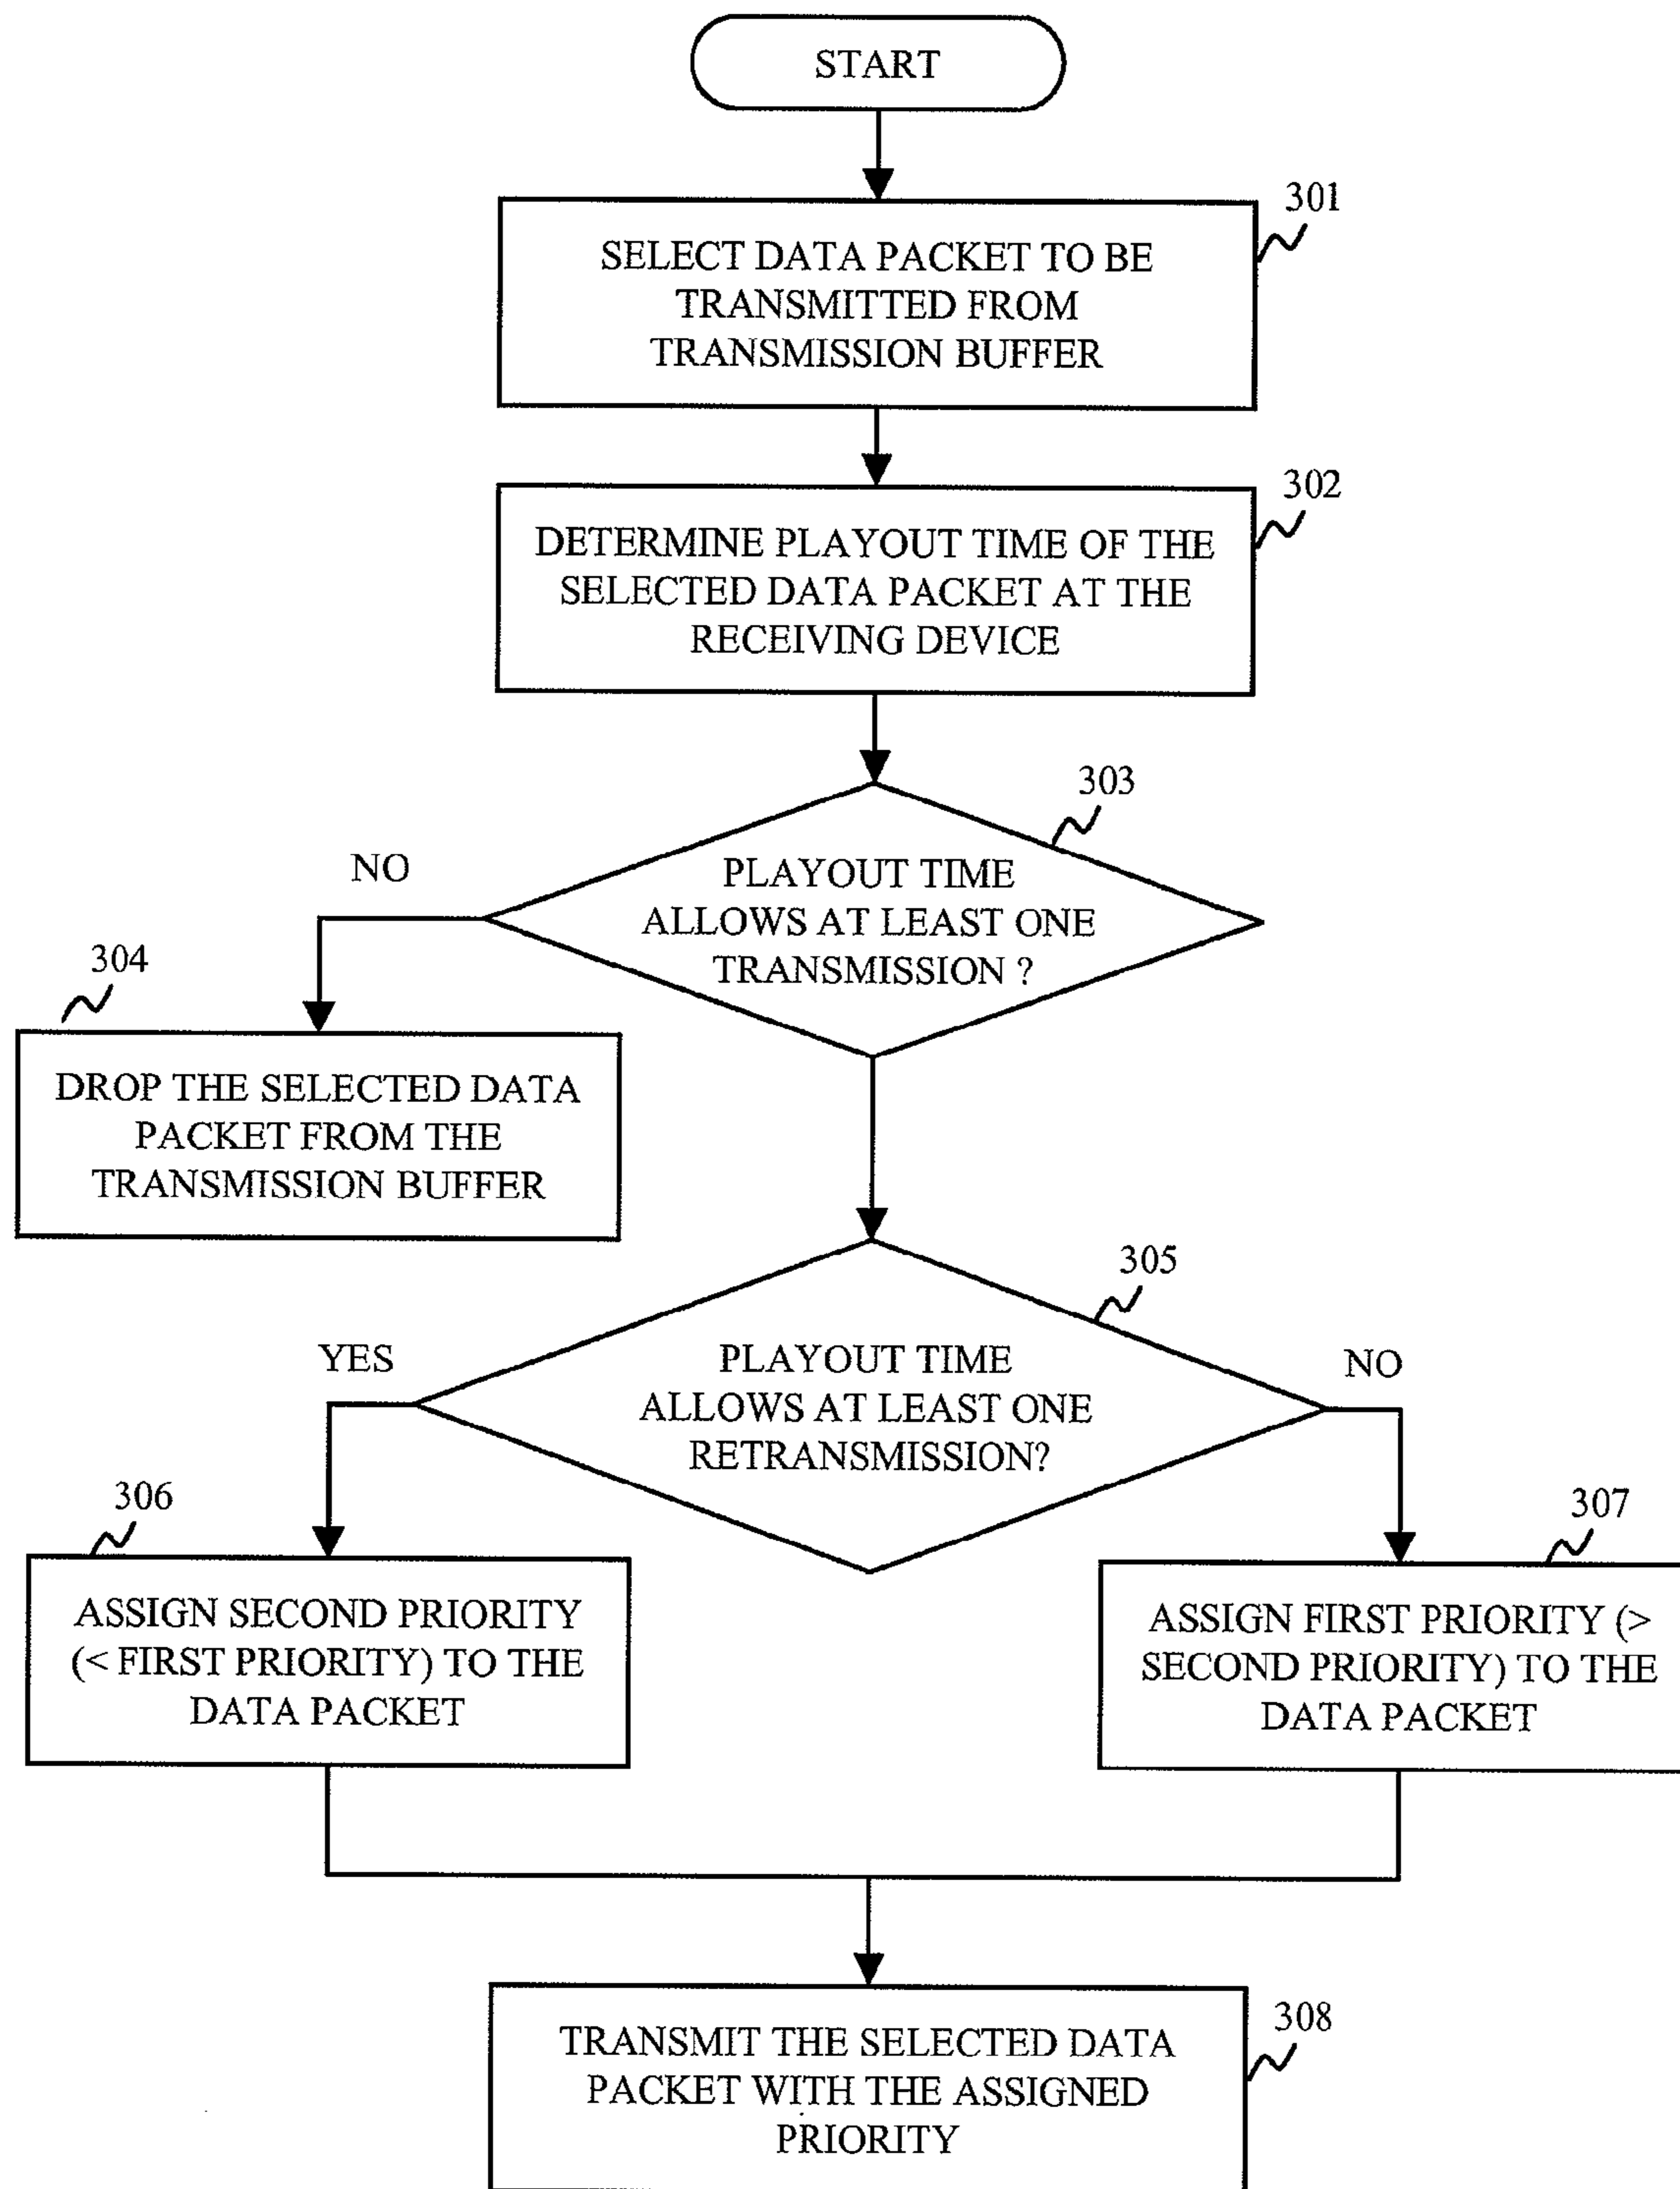 START
301
SELECT DATA PACKET TO BE
TRANSMITTED FROM
TRANSMISSION BUFFER
302
DETERMINE PLAYOUT TIME OF THE
SELECTED DATA PACKET AT THE
RECEIVING DEVICE
303
NO
PLAYOUT TIME
ALLOWS AT LEAST ONE
TRANSMISSION ?
304
DROP THE SELECTED DATA
PACKET FROM THE
TRANSMISSION BUFFER
305
YES
PLAYOUT TIME
ALLOWS AT LEAST ONE
RETRANSMISSION?
NO
306
ASSIGN SECOND PRIORITY
(< FIRST PRIORITY) TO THE
DATA PACKET
307
ASSIGN FIRST PRIORITY (>
SECOND PRIORITY) TO THE
DATA PACKET
308
TRANSMIT THE SELECTED DATA
PACKET WITH THE ASSIGNED
PRIORITY